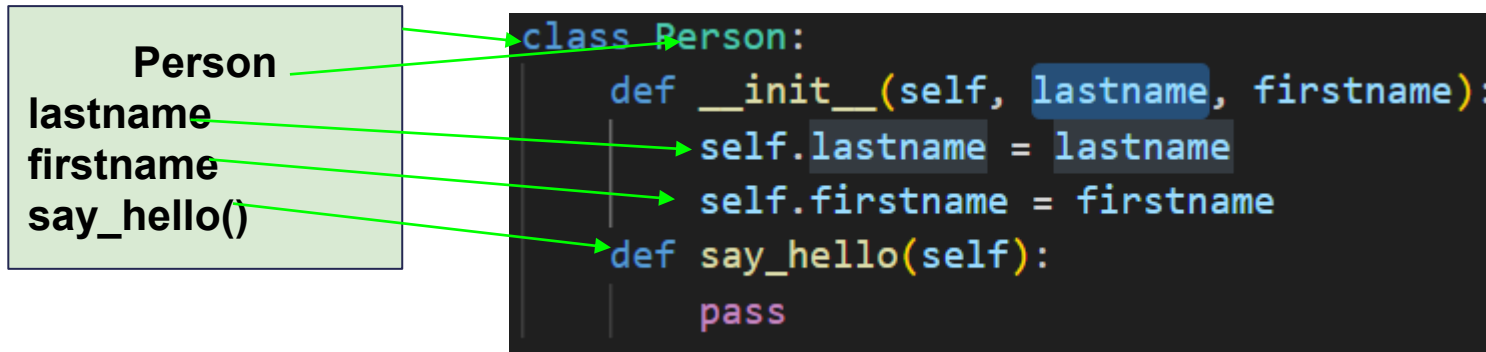 Person
lastname
firstname
say_hello()
class Person:
    def __init__(self, lastname, firstname):
        self.lastname = lastname
        self.firstname = firstname
    def say_hello(self):
        pass